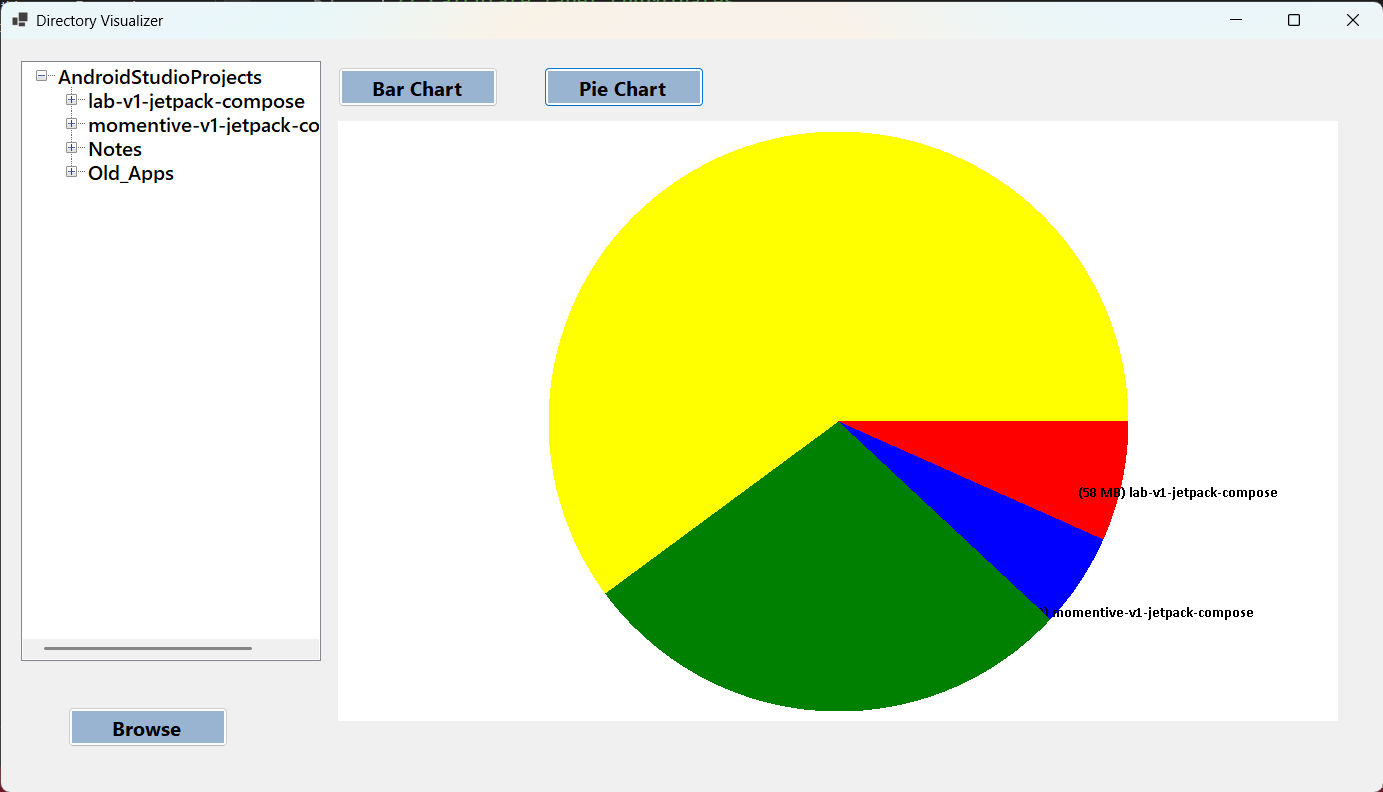 Directory Visualizer
AndroidStudioProjects
lab-v1-jetpack-compose
momentive-v1-jetpack-co
Notes
Old_Apps
Browse
Bar Chart
Pie Chart
(58 MB) lab-v1-jetpack-compose
momentive-v1-jetpack-compose